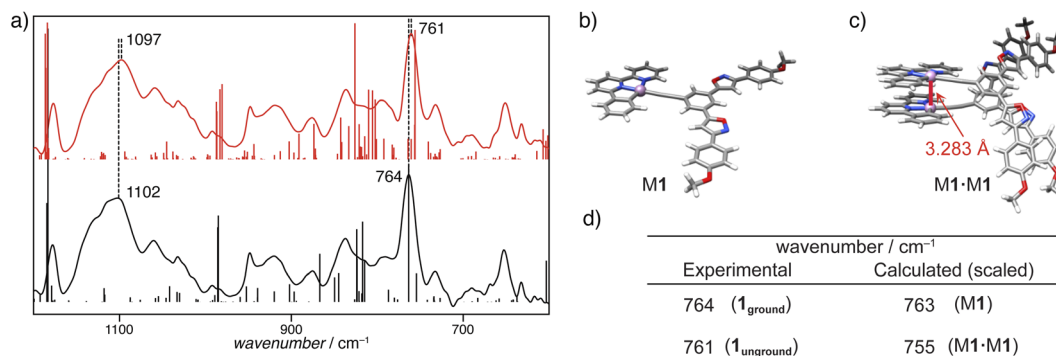 a)
1097
761
1102
764
1100
900
700
wavenumber / cm⁻¹
b)
M1
c)
3.283 Å
M1·M1
d)
wavenumber / cm⁻¹
Experimental Calculated (scaled)
764 (1ground) 763 (M1)
761 (1unground) 755 (M1·M1)